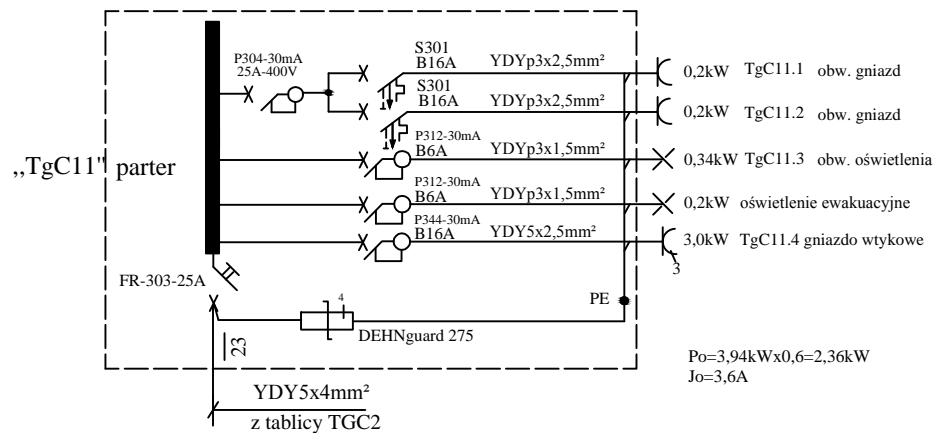 P304-30mA
25A-400V
S301
B16A
YDYp3x2,5mm²
0,2kW TgC11.1 obw. gniazd
S301
B16A
YDYp3x2,5mm²
0,2kW TgC11.2 obw. gniazd
P312-30mA
B6A
YDYp3x1,5mm²
0,34kW TgC11.3 obw. oświetlenia
P312-30mA
B6A
YDYp3x1,5mm²
0,2kW oświetlenie ewakuacyjne
P344-30mA
B16A
YDY5x2,5mm²
3,0kW TgC11.4 gniazdo wtykowe
3
,,TgC11" parter
FR-303-25A
PE
4
DEHNguard 275
23
Po=3,94kWx0,6=2,36kW
Jo=3,6A
YDY5x4mm²
z tablicy TGC2